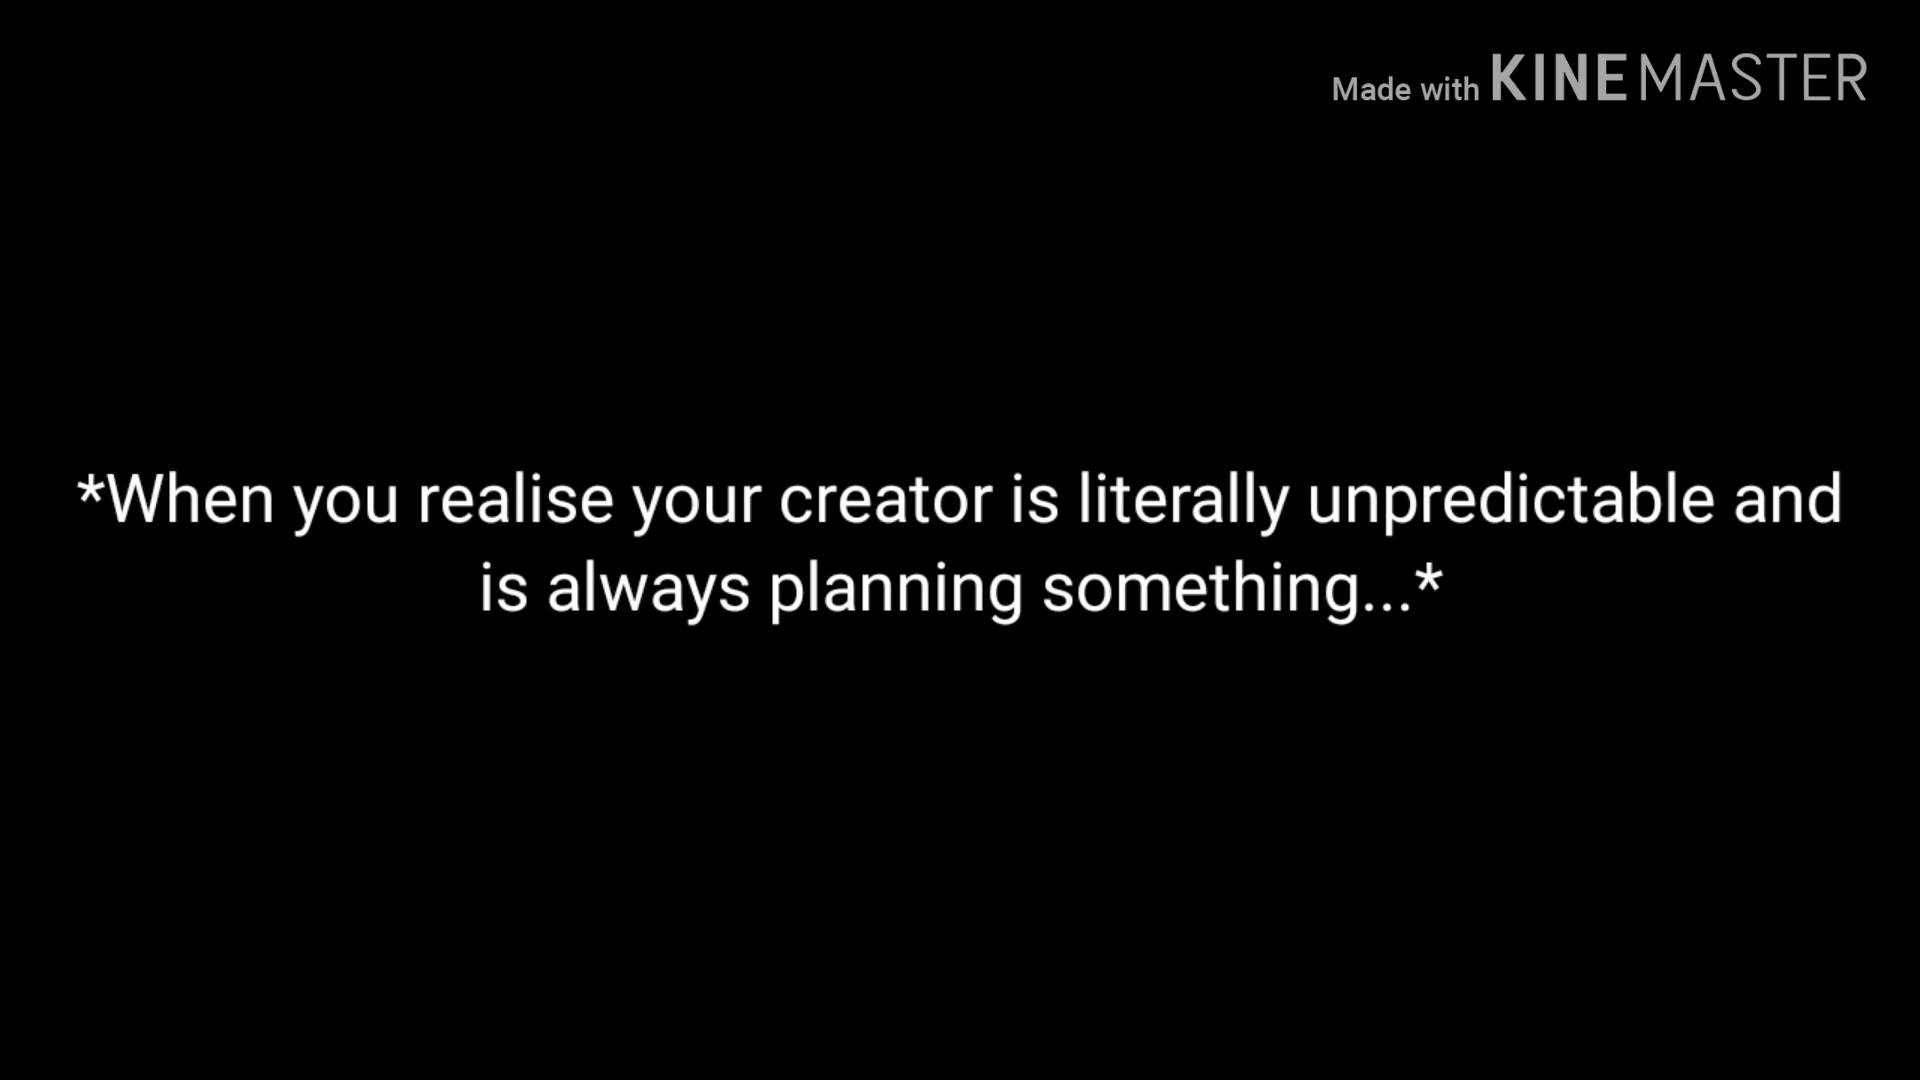 Made with KINEMASTER
*When you realise your creator is literally unpredictable and
is always planning something...*